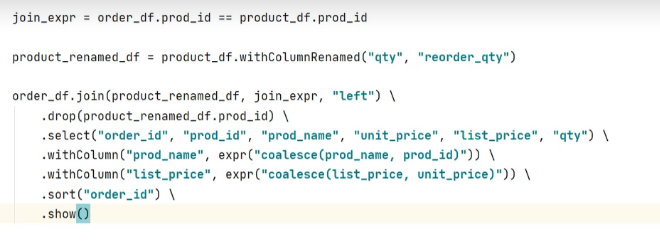 join_expr = order_df.prod_id == product_df.prod_id
product_renamed_df = product_df.withColumnRenamed("qty", "reorder_qty")
order_df.join(product_renamed_df, join_expr, "left") \
.drop(product_renamed_df.prod_id) \
.select("order_id", "prod_id", "prod_name", "unit_price", "list_price", "qty") \
.withColumn("prod_name", expr("coalesce(prod_name, prod_id)")) \
.withColumn("list_price", expr("coalesce(list_price, unit_price)")) \
.sort("order_id") \
.show()